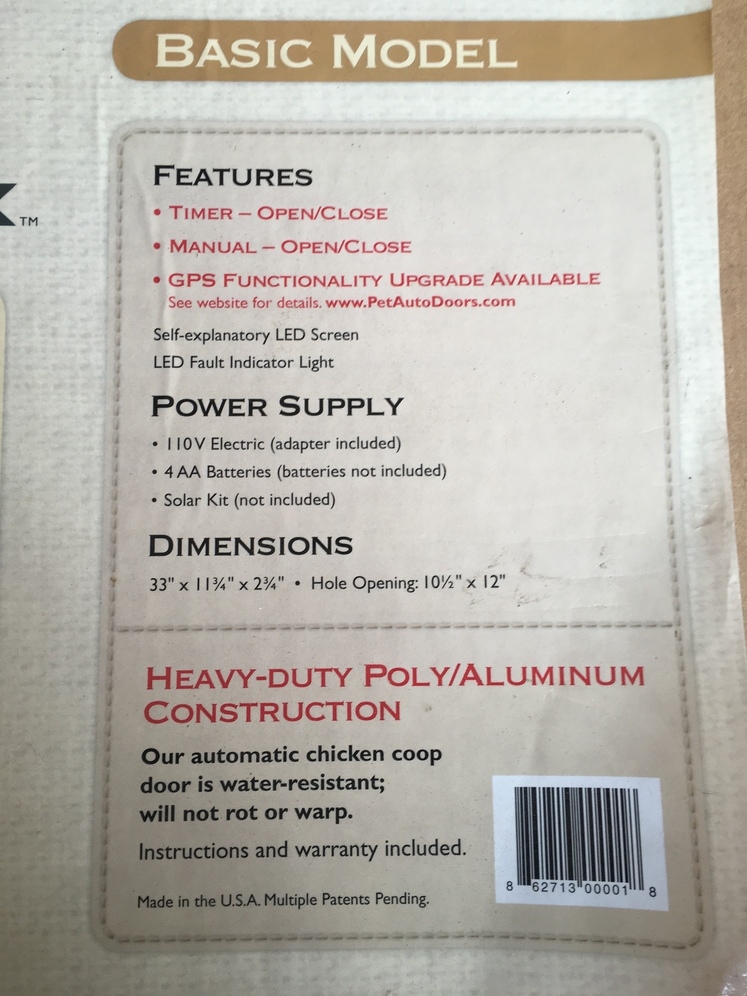 BASIC MODEL
TM
FEATURES
• TIMER – OPEN/CLOSE
• MANUAL – OPEN/CLOSE
• GPS FUNCTIONALITY UPGRADE AVAILABLE
See website for details. www.PetAutoDoors.com
Self-explanatory LED Screen
LED Fault Indicator Light
POWER SUPPLY
• 110V Electric (adapter included)
• 4 AA Batteries (batteries not included)
• Solar Kit (not included)
DIMENSIONS
33" x 11¾" x 2¾" • Hole Opening: 10½" x 12"
HEAVY-DUTY POLY/ALUMINUM
CONSTRUCTION
Our automatic chicken coop
door is water-resistant;
will not rot or warp.
Instructions and warranty included.
8 62713 00001 8
Made in the U.S.A. Multiple Patents Pending.